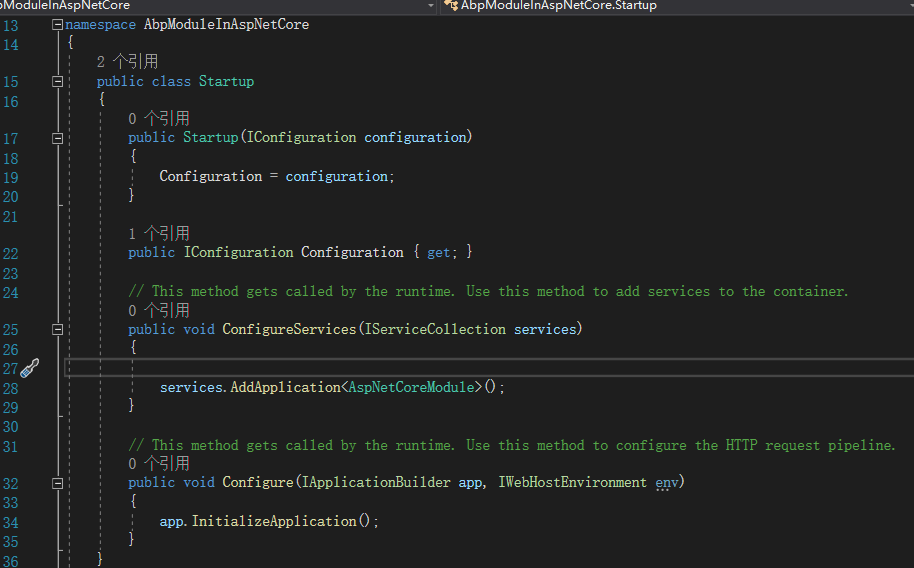 bModuleInAspNetCore AbpModuleInAspNetCore.Startup
13 namespace AbpModuleInAspNetCore
14 {
2 个引用
15 public class Startup
16 {
0 个引用
17 public Startup(IConfiguration configuration)
18 {
19 Configuration = configuration;
20 }
21
1 个引用
22 public IConfiguration Configuration { get; }
23
24 // This method gets called by the runtime. Use this method to add services to the container.
0 个引用
25 public void ConfigureServices(IServiceCollection services)
26 {
27
28 services.AddApplication<AspNetCoreModule>();
29 }
30
31 // This method gets called by the runtime. Use this method to configure the HTTP request pipeline.
0 个引用
32 public void Configure(IApplicationBuilder app, IWebHostEnvironment env)
33 {
34 app.InitializeApplication();
35 }
36 }